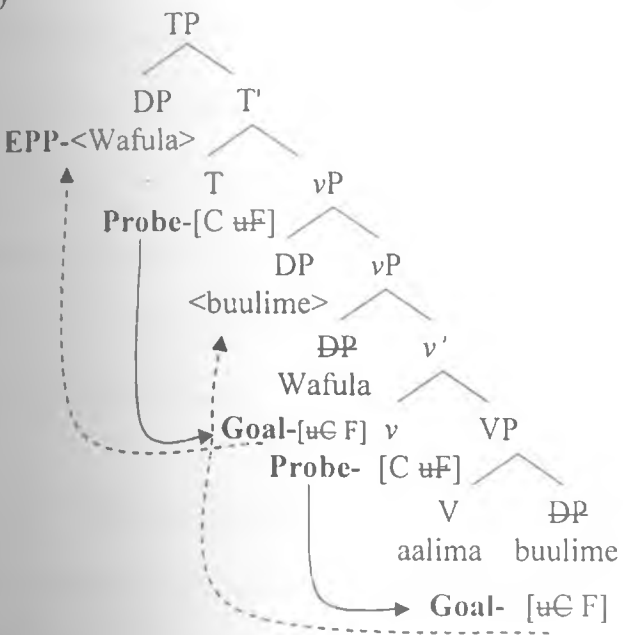 )
TP
DP T'
EPP-<Wafula>
T vP
Probe-[C uF]
DP vP
<buulime>
DP v'
Wafula
Goal-[uC F] v VP
Probe- [C uF]
V DP
aalima buulime
Goal- [uC F]